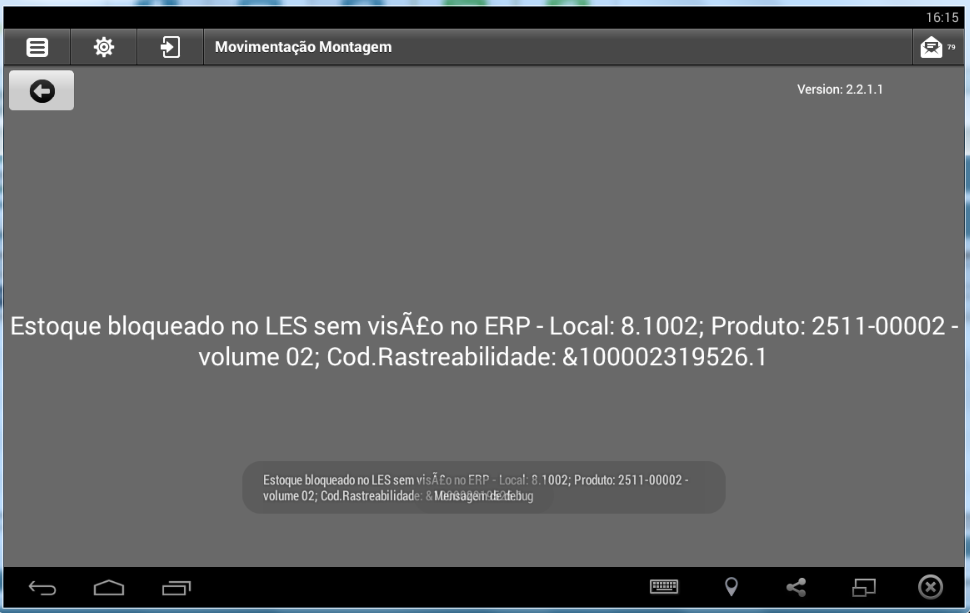 16:15
Movimentação Montagem
79
Version: 2.2.1.1
Estoque bloqueado no LES sem visÃ£o no ERP - Local: 8.1002; Produto: 2511-00002 -
volume 02; Cod.Rastreabilidade: &100002319526.1
Estoque bloqueado no LES sem visÃ£o no ERP - Local: 8.1002; Produto: 2511-00002 -
volume 02; Cod.Rastreabilidade: &
Mensagem de debug